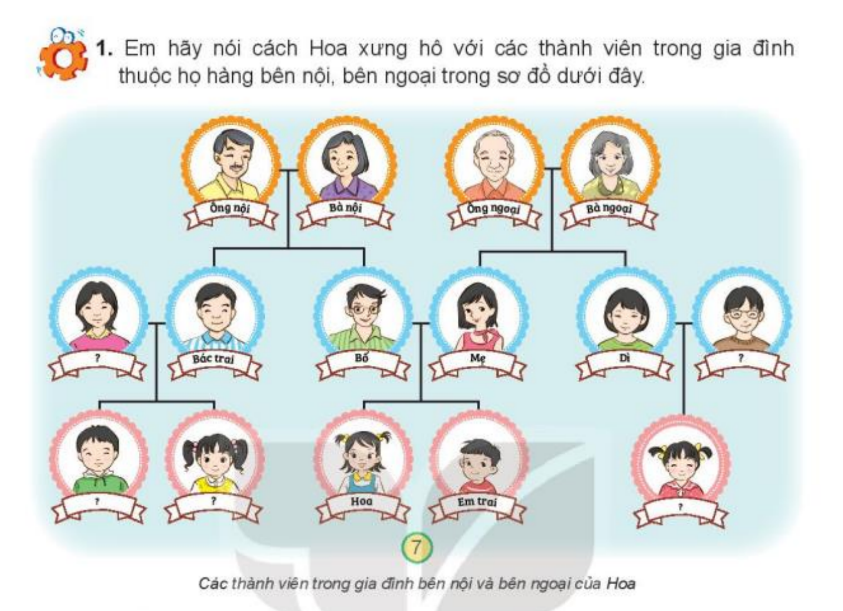 1. Em hãy nói cách Hoa xưng hô với các thành viên trong gia đình
thuộc họ hàng bên nội, bên ngoại trong sơ đồ dưới đây.
Ông nội Bà nội Ông ngoại Bà ngoại
? Bác trai Bố Mẹ Dì ?
? ? Hoa Em trai ?
7
Các thành viên trong gia đình bên nội và bên ngoại của Hoa